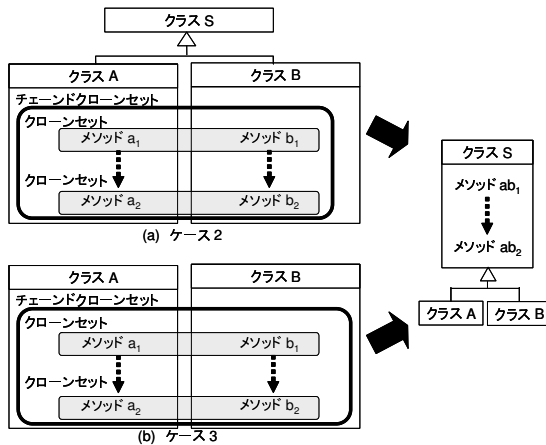 クラス S
クラス A
クラス B
チェーンドクローンセット
クローンセット
メソッド a1
メソッド b1
クローンセット
メソッド a2
メソッド b2
(a) ケース2
クラス A
クラス B
チェーンドクローンセット
クローンセット
メソッド a1
メソッド b1
クローンセット
メソッド a2
メソッド b2
(b) ケース3
クラス S
メソッド ab1
メソッド ab2
クラス A
クラス B